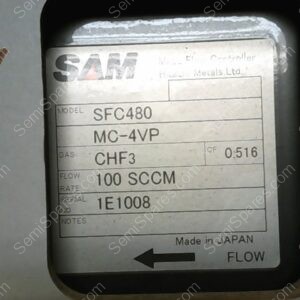 SAM
Mass Flow Controller
Metals Ltd.
MODEL SFC480
MC-4VP
GAS CHF3 CF 0.516
FLOW RATE 100 SCCM
SERIAL NO 1E1008
NOTES
Made in JAPAN
FLOW